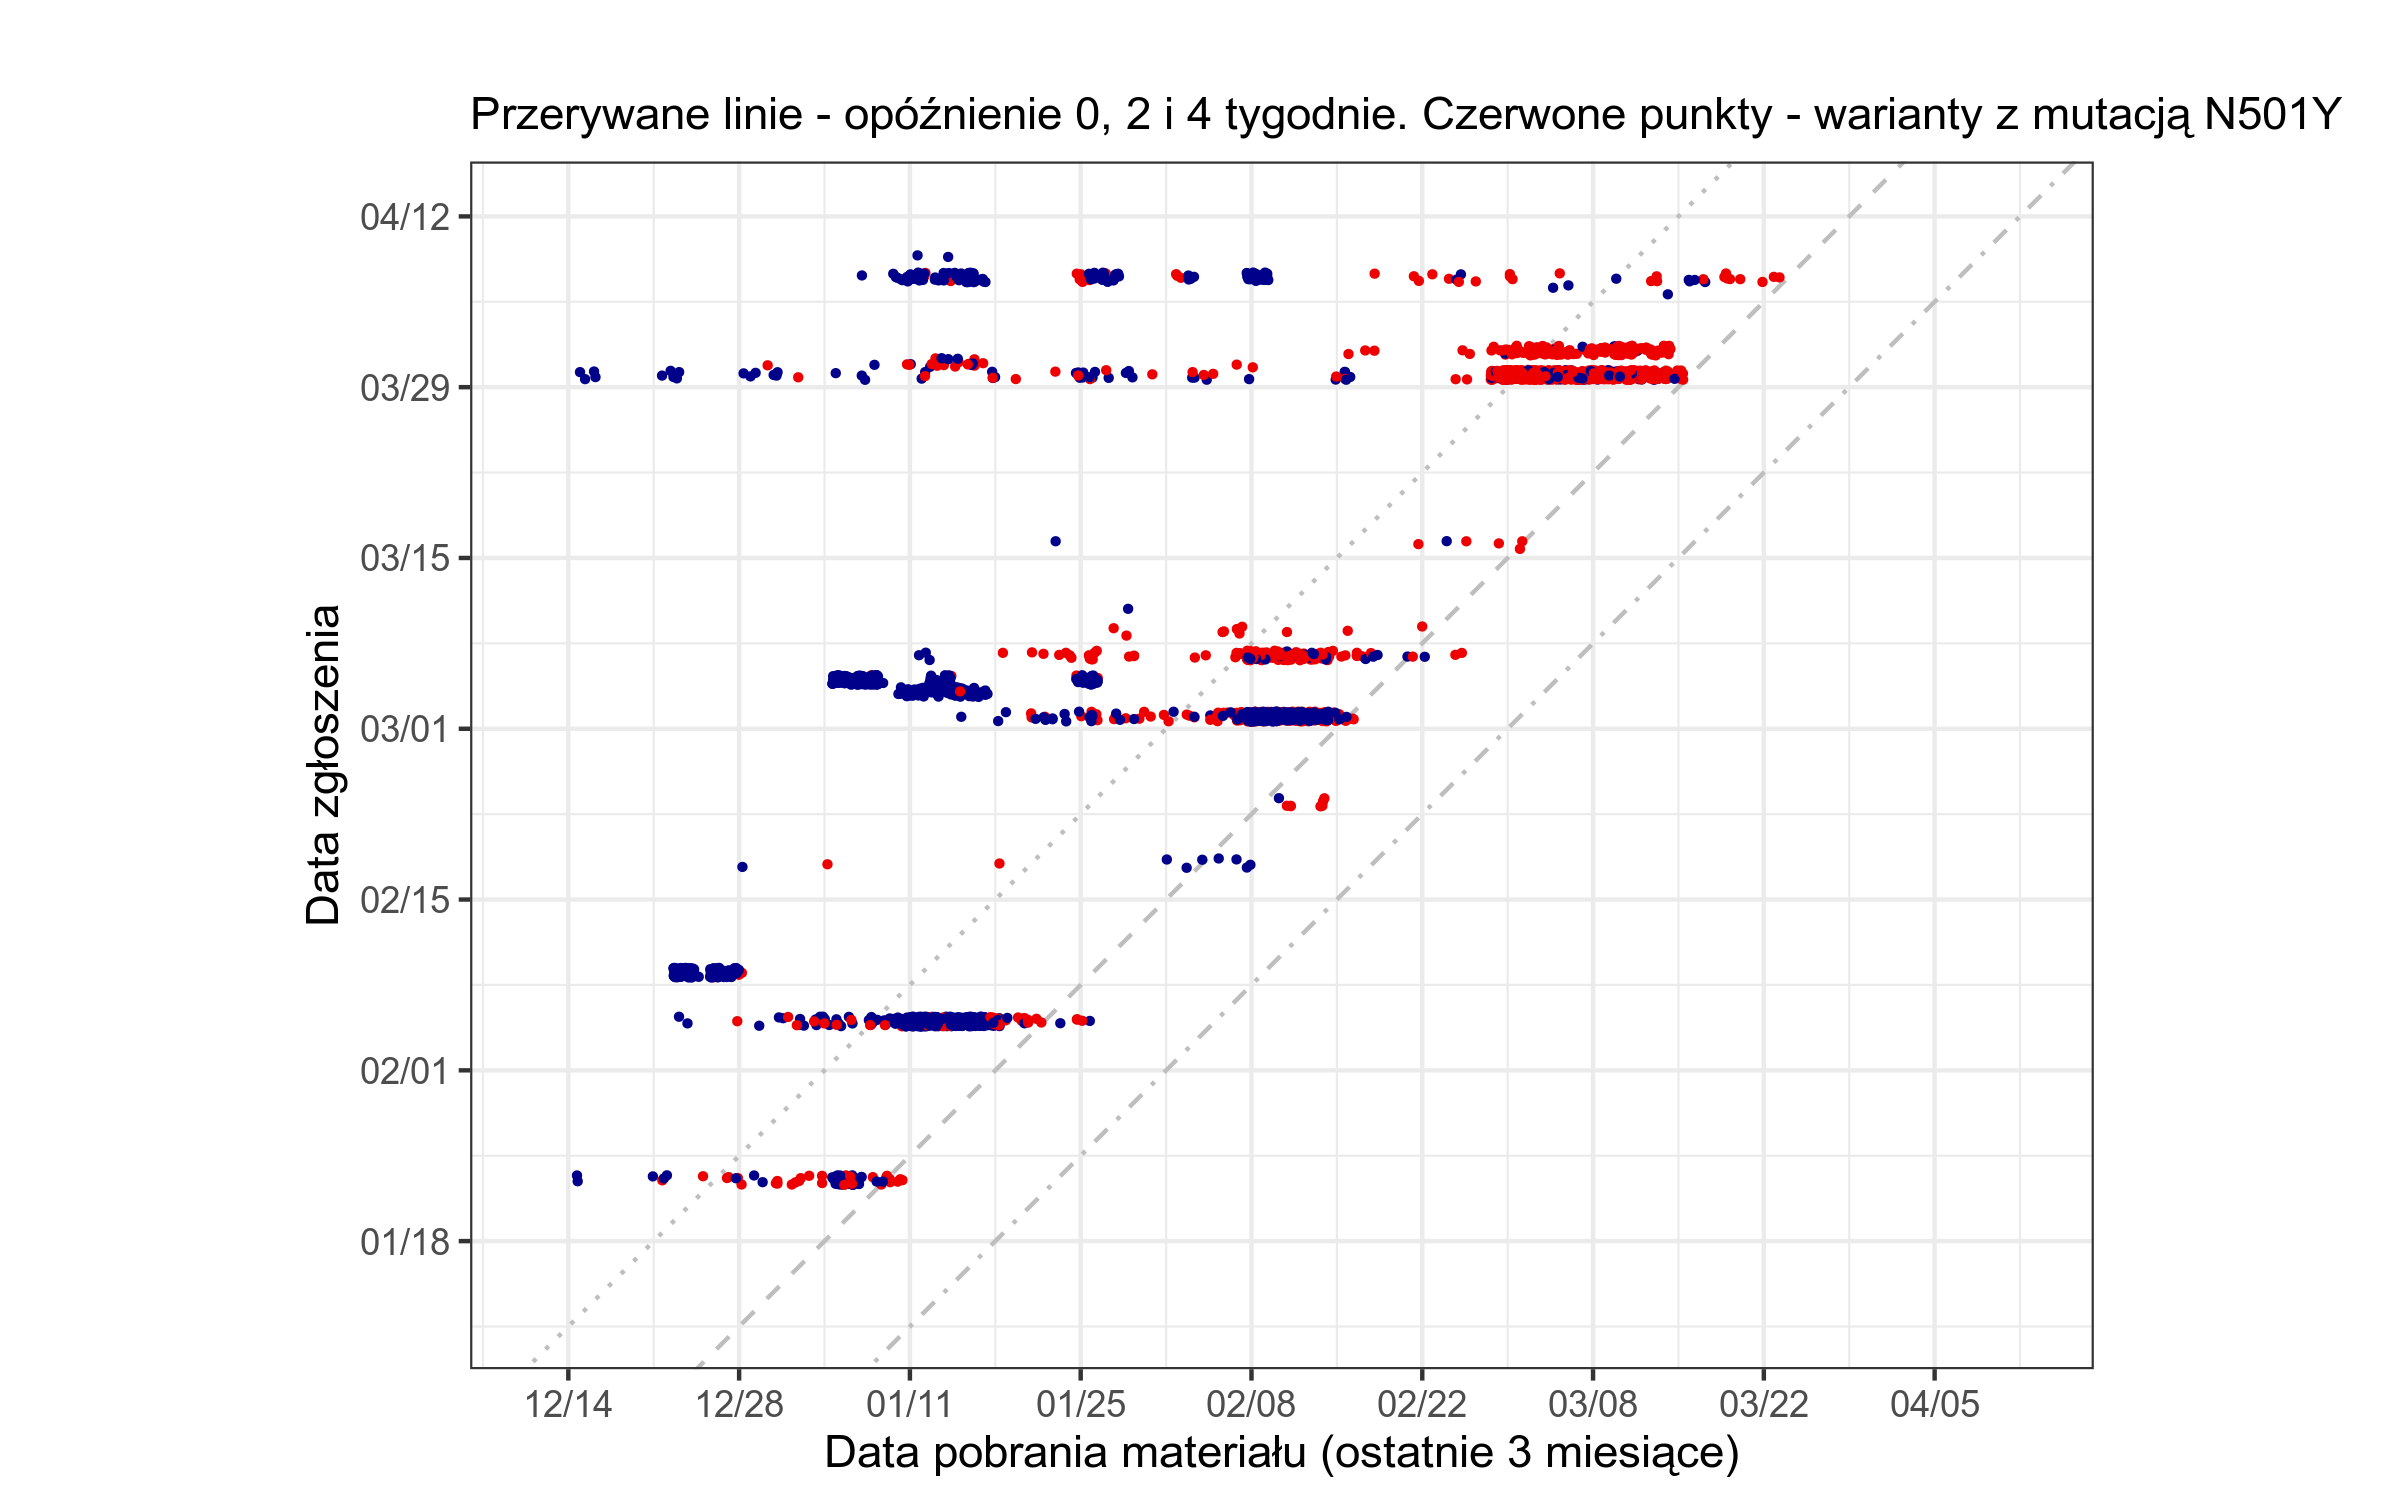 Przerywane linie - opóźnienie 0, 2 i 4 tygodnie. Czerwone punkty - warianty z mutacją N501Y
Data zgłoszenia
04/12
03/29
03/15
03/01
02/15
02/01
01/18
12/14 12/28 01/11 01/25 02/08 02/22 03/08 03/22 04/05
Data pobrania materiału (ostatnie 3 miesiące)